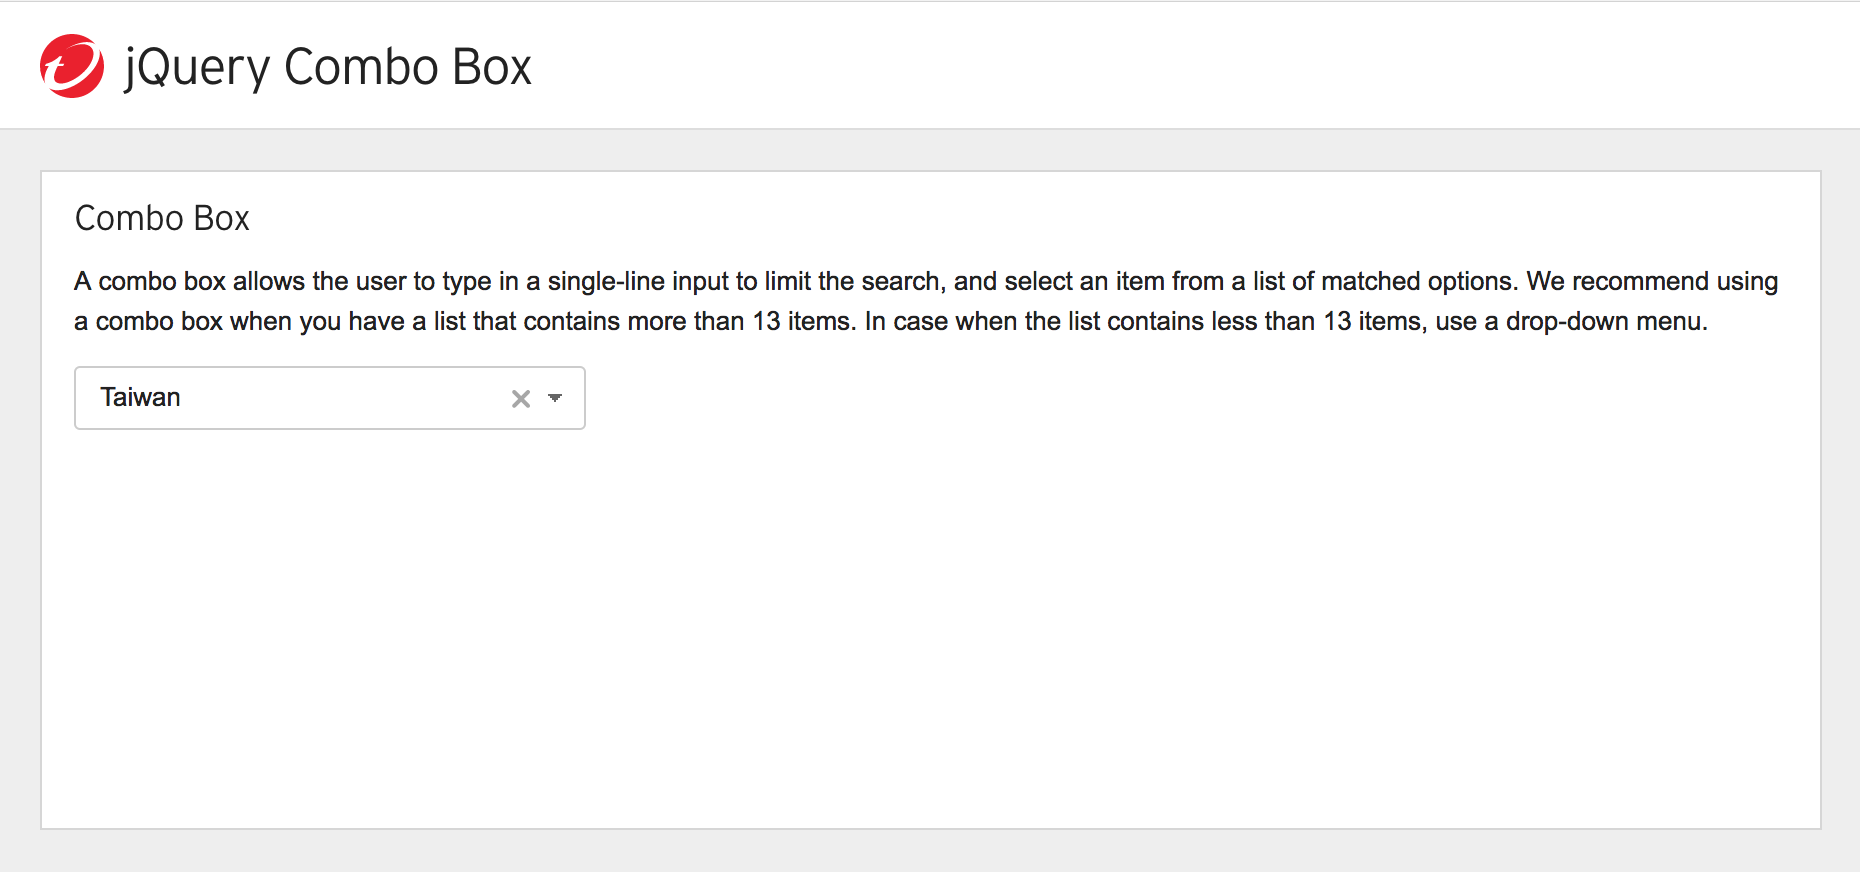 jQuery Combo Box
Combo Box
A combo box allows the user to type in a single-line input to limit the search, and select an item from a list of matched options. We recommend using
a combo box when you have a list that contains more than 13 items. In case when the list contains less than 13 items, use a drop-down menu.
Taiwan